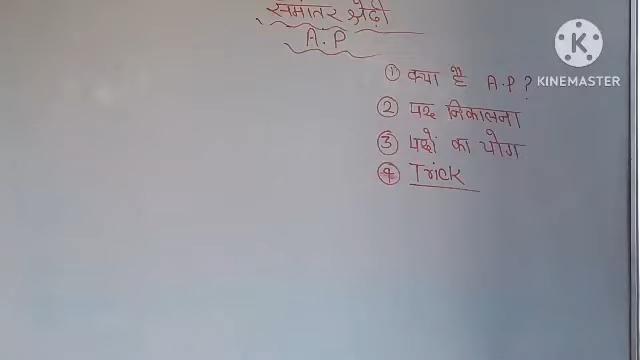 समांतर श्रेढ़ी
A.P
① क्या है A.P?
② पद निकालना
③ पदों का योग
④ Trick
KINEMASTER